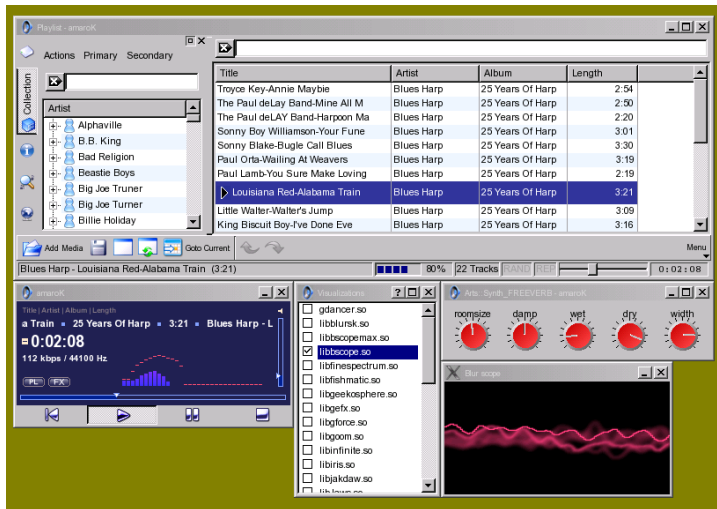 Playlist - amaroK
Actions Primary Secondary
Collection
Artist
Alphaville
B.B. King
Bad Religion
Beastie Boys
Big Joe Truner
Big Joe Turner
Billie Holiday
Title Artist Album Length
Troyce Key-Annie Maybie Blues Harp 25 Years Of Harp 2:54
The Paul deLay Band-Mine All M Blues Harp 25 Years Of Harp 2:50
The Paul deLAY Band-Harpoon Ma Blues Harp 25 Years Of Harp 2:20
Sonny Boy Williamson-Your Fune Blues Harp 25 Years Of Harp 3:01
Sonny Blake-Bugle Call Blues Blues Harp 25 Years Of Harp 3:30
Paul Orta-Wailing At Weavers Blues Harp 25 Years Of Harp 3:19
Paul Lamb-You Sure Make Loving Blues Harp 25 Years Of Harp 2:19
Louisiana Red-Alabama Train Blues Harp 25 Years Of Harp 3:21
Little Walter-Walter's Jump Blues Harp 25 Years Of Harp 3:09
King Biscuit Boy-I've Done Eve Blues Harp 25 Years Of Harp 3:16
Add Media Goto Current Menu
Blues Harp - Louisiana Red-Alabama Train (3:21) 80% 22 Tracks RAND REP 0:02:08
amaroK
Title | Artist | Album | Length
a Train 25 Years Of Harp 3:21 Blues Harp - L
0:02:08
112 kbps / 44100 Hz
PL FX
Visualizations
gdancer.so
libblursk.so
libbscopemax.so
libbscope.so
libfinespectrum.so
libfishmatic.so
libgeekosphere.so
libgefx.so
libgforce.so
libgoom.so
libinfinite.so
libiris.so
libjakdaw.so
Arts: Synth_FREEVERB - amaroK
roomsize damp wet dry width
Blur scope